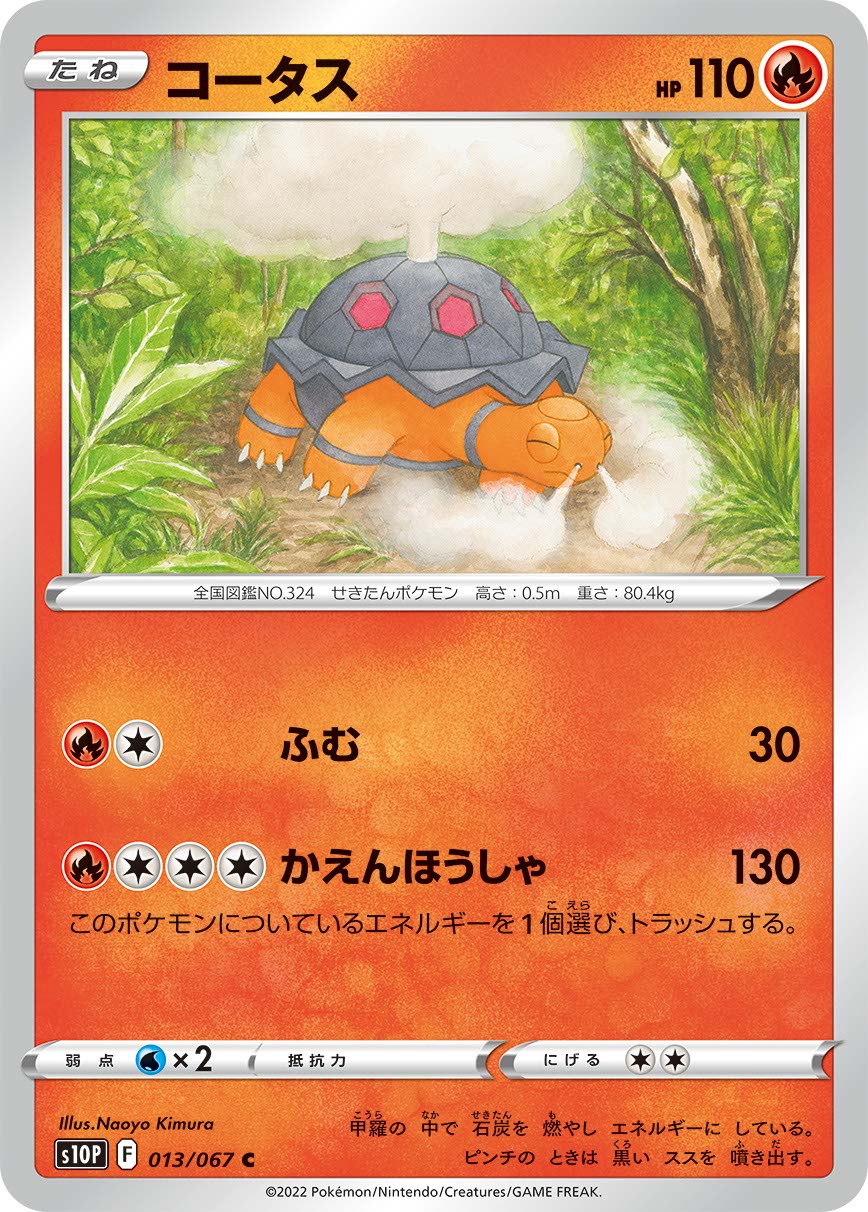 たね コータス HP 110
全国図鑑NO.324 せきたんポケモン 高さ:0.5m 重さ:80.4kg
ふむ 30
かえんほうしゃ 130
このポケモンについているエネルギーを1個選び、トラッシュする。
弱点 ×2 抵抗力 にげる
Illus.Naoyo Kimura
甲羅の 中で 石炭を 燃やし エネルギーに している。
ピンチの ときは 黒い ススを 噴き出す。
s10P F 013/067 C
©2022 Pokémon/Nintendo/Creatures/GAME FREAK.